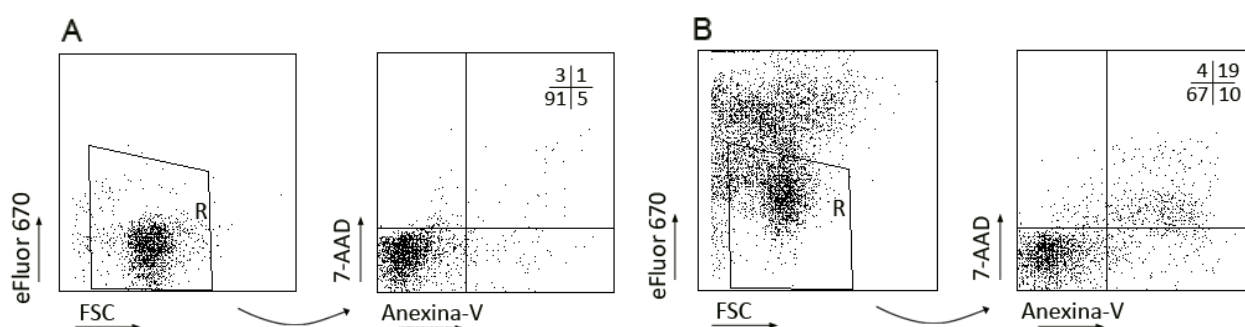 A
eFluor 670
R
FSC
7-AAD
3 1
91 5
Anexina-V
B
eFluor 670
R
FSC
7-AAD
4 19
67 10
Anexina-V